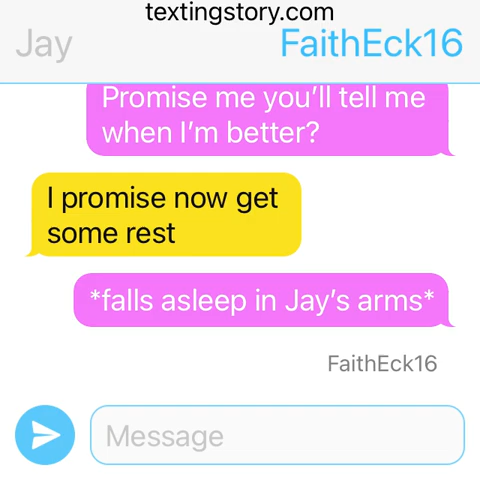 textingstory.com
Jay
FaithEck16
Promise me you’ll tell me
when I’m better?
I promise now get
some rest
*falls asleep in Jay’s arms*
FaithEck16
Message